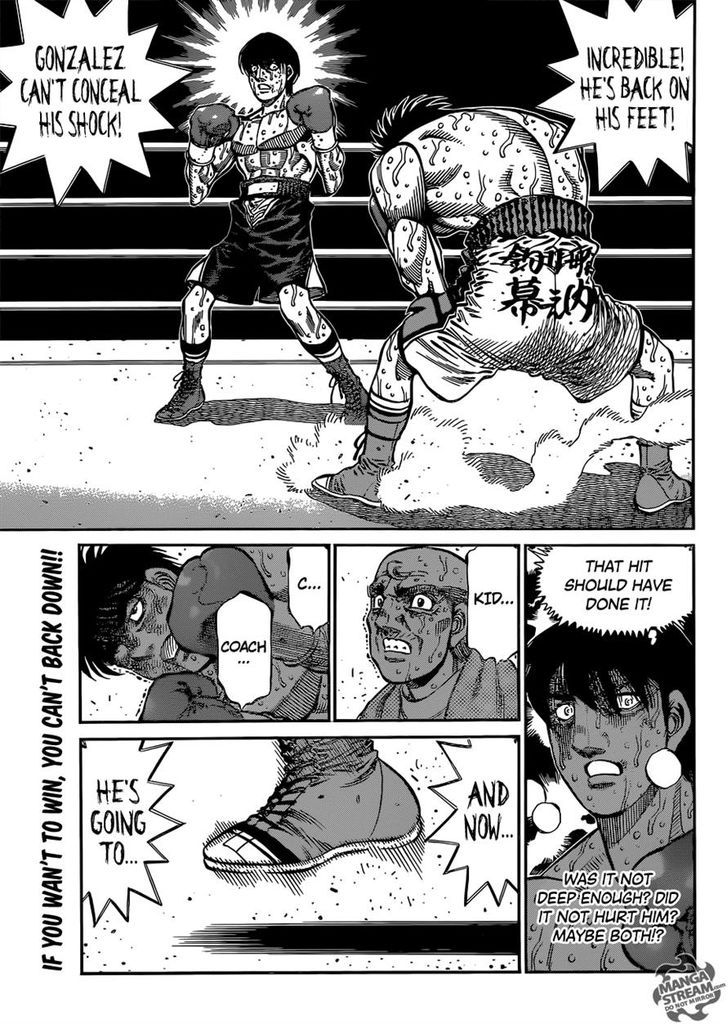 INCREDIBLE!
HE'S BACK ON
HIS FEET!
GONZALEZ
CAN'T CONCEAL
HIS SHOCK!
幕之内
THAT HIT
SHOULD HAVE
DONE IT!
WAS IT NOT
DEEP ENOUGH? DID
IT NOT HURT HIM?
MAYBE BOTH!?
KID...
C...
COACH
...
AND
NOW...
HE'S
GOING
TO...
IF YOU WAN'T TO WIN, YOU CAN'T BACK DOWN!!
MANGA
STREAM.com
DO NOT MIRROR